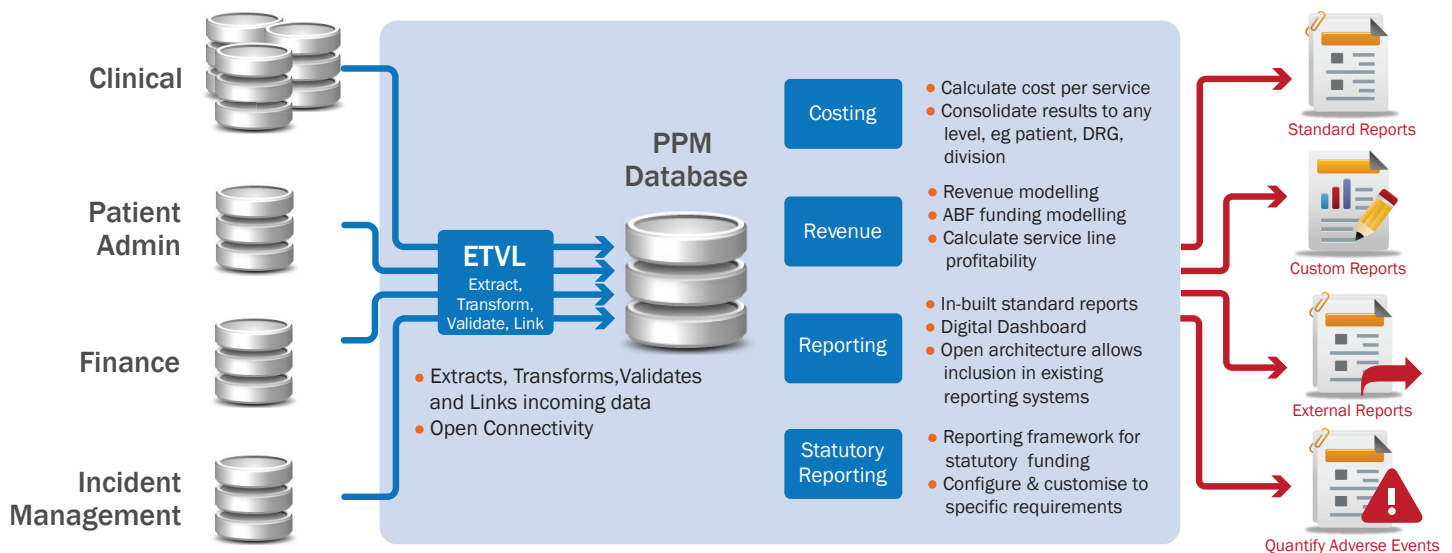 Clinical
Patient
Admin
Finance
Incident
Management
ETVL
Extract,
Transform,
Validate, Link
• Extracts, Transforms,Validates
and Links incoming data
• Open Connectivity
PPM
Database
Costing
• Calculate cost per service
• Consolidate results to any
level, eg patient, DRG,
division
Revenue
• Revenue modelling
• ABF funding modelling
• Calculate service line
profitability
Reporting
• In-built standard reports
• Digital Dashboard
• Open architecture allows
inclusion in existing
reporting systems
Statutory
Reporting
• Reporting framework for
statutory funding
• Configure & customise to
specific requirements
Standard Reports
Custom Reports
External Reports
Quantify Adverse Events